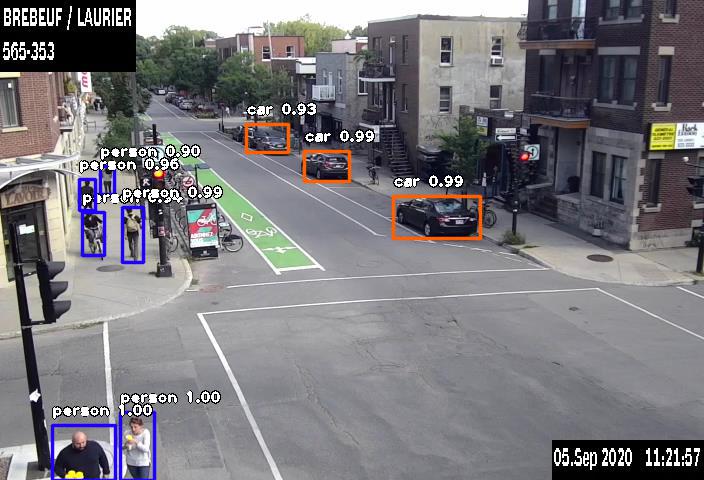 BREBEUF / LAURIER
565-353
car 0.93
car 0.99
person 0.90
person 0.96
car 0.99
person 0.99
person 1.00
person 1.00
05.Sep 2020 11:21:57